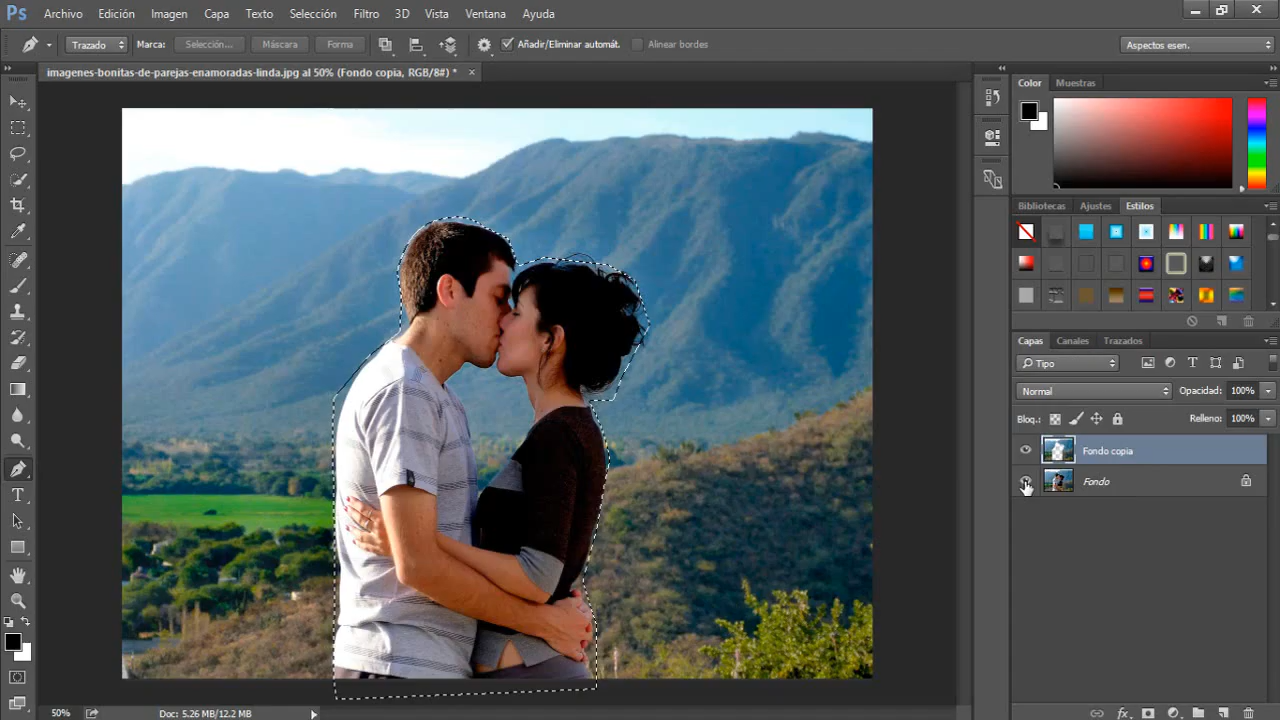 Ps Archivo Edición Imagen Capa Texto Selección Filtro 3D Vista Ventana Ayuda
Trazado Marca: Selección... Máscara Forma Añadir/Eliminar automát. Alinear bordes Aspectos esen.
imagenes-bonitas-de-parejas-enamoradas-linda.jpg al 50% (Fondo copia, RGB/8#) *
Color Muestras
Bibliotecas Ajustes Estilos
Capas Canales Trazados
Tipo
Normal Opacidad: 100%
Bloq.: Relleno: 100%
Fondo copia
Fondo
50% Doc: 5.26 MB/12.2 MB